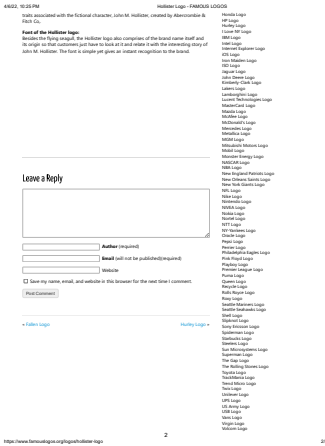 4/6/22, 10:25 PM
Hollister Logo - FAMOUS LOGOS
traits associated with the fictional character, John M. Hollister, created by Abercrombie &
Fitch Co,
Font of the Hollister logo:
Besides the flying seagull, the Hollister logo also comprises of the brand name itself and
its origin so that customers just have to look at it and relate it with the interesting story of
John M. Hollister. The font is simple yet gives an instant recognition to the brand.
Leave a Reply
Author (required)
Email (will not be published)(required)
Website
Save my name, email, and website in this browser for the next time I comment.
Post Comment
« Fallen Logo
Hurley Logo »
Honda Logo
HP Logo
Hurley Logo
I Love NY Logo
IBM Logo
Intel Logo
Internet Explorer Logo
iOS Logo
Iron Maiden Logo
ISO Logo
Jaguar Logo
John Deere Logo
Kimberly-Clark Logo
Lakers Logo
Lamborghini Logo
Lucent Technologies Logo
MasterCard Logo
Mazda Logo
McAfee Logo
McDonald's Logo
Mercedes Logo
Metallica Logo
MGM Logo
Mitsubishi Motors Logo
Mobil Logo
Monster Energy Logo
NASCAR Logo
NBA Logo
New England Patriots Logo
New Orleans Saints Logo
New York Giants Logo
NFL Logo
Nike Logo
Nintendo Logo
NIVEA Logo
Nokia Logo
Nortel Logo
NTT Logo
NY-Yankees Logo
Oracle Logo
Pepsi Logo
Perrier Logo
Philadelphia Eagles Logo
Pink Floyd Logo
Playboy Logo
Premier League Logo
Puma Logo
Queen Logo
Recycle Logo
Rolls Royce Logo
Roxy Logo
Seattle Mariners Logo
Seattle Seahawks Logo
Shell Logo
Slipknot Logo
Sony Ericsson Logo
Spiderman Logo
Starbucks Logo
Steelers Logo
Sun Microsystems Logo
Superman Logo
The Gap Logo
The Rolling Stones Logo
Toyota Logo
TrackMania Logo
Trend Micro Logo
Twix Logo
Unilever Logo
UPS Logo
US Army Logo
USB Logo
Vans Logo
Virgin Logo
Volcom Logo
2
https://www.famouslogos.org/logos/hollister-logo